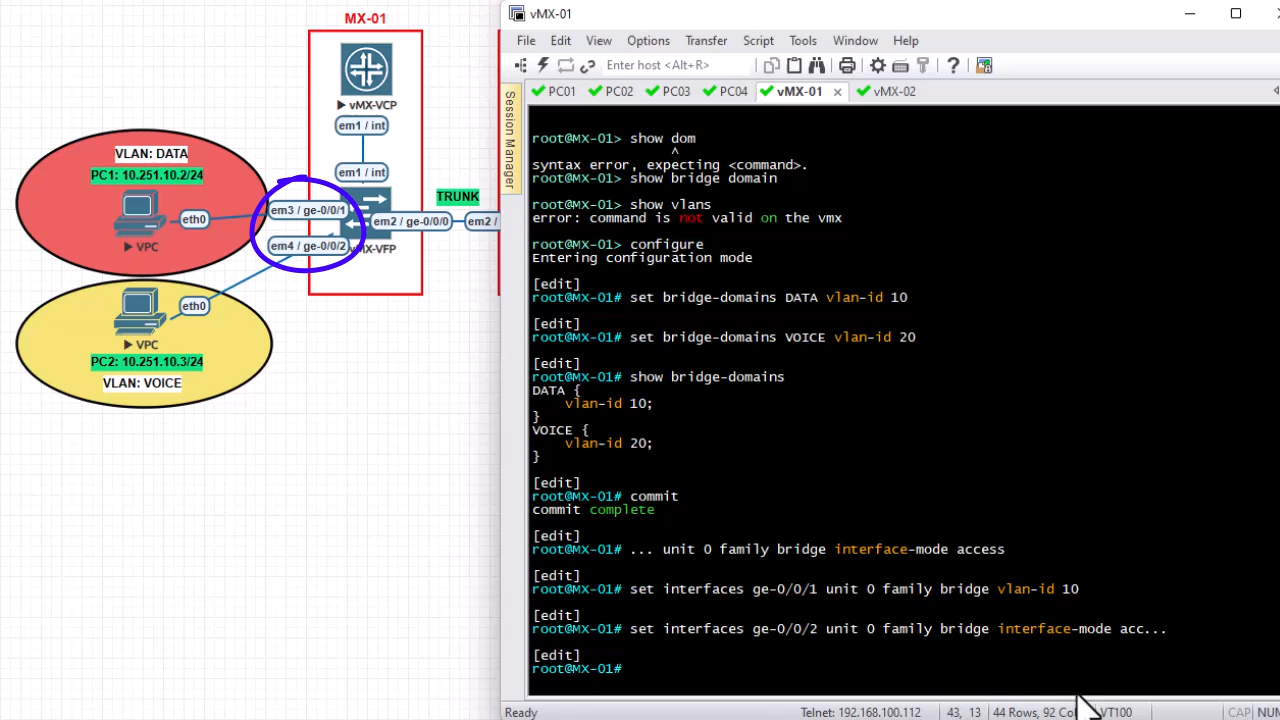 MX-01
vMX-VCP
em1 / int
em1 / int
VLAN: DATA
PC1: 10.251.10.2/24
eth0
VPC
em3 / ge-0/0/1
TRUNK
em2 / ge-0/0/0
em2 /
em4 / ge-0/0/2
vMX-VFP
eth0
VPC
PC2: 10.251.10.3/24
VLAN: VOICE
vMX-01
File Edit View Options Transfer Script Tools Window Help
Enter host <Alt+R>
Session Manager
PC01 PC02 PC03 PC04 vMX-01 vMX-02
root@MX-01> show dom
^
syntax error, expecting <command>.
root@MX-01> show bridge domain
root@MX-01> show vlans
error: command is not valid on the vmx
root@MX-01> configure
Entering configuration mode
[edit]
root@MX-01# set bridge-domains DATA vlan-id 10
[edit]
root@MX-01# set bridge-domains VOICE vlan-id 20
[edit]
root@MX-01# show bridge-domains
DATA {
vlan-id 10;
}
VOICE {
vlan-id 20;
}
[edit]
root@MX-01# commit
commit complete
[edit]
root@MX-01# ... unit 0 family bridge interface-mode access
[edit]
root@MX-01# set interfaces ge-0/0/1 unit 0 family bridge vlan-id 10
[edit]
root@MX-01# set interfaces ge-0/0/2 unit 0 family bridge interface-mode acc...
[edit]
root@MX-01#
Ready Telnet: 192.168.100.112 43, 13 44 Rows, 92 Col VT100 CAP NUM